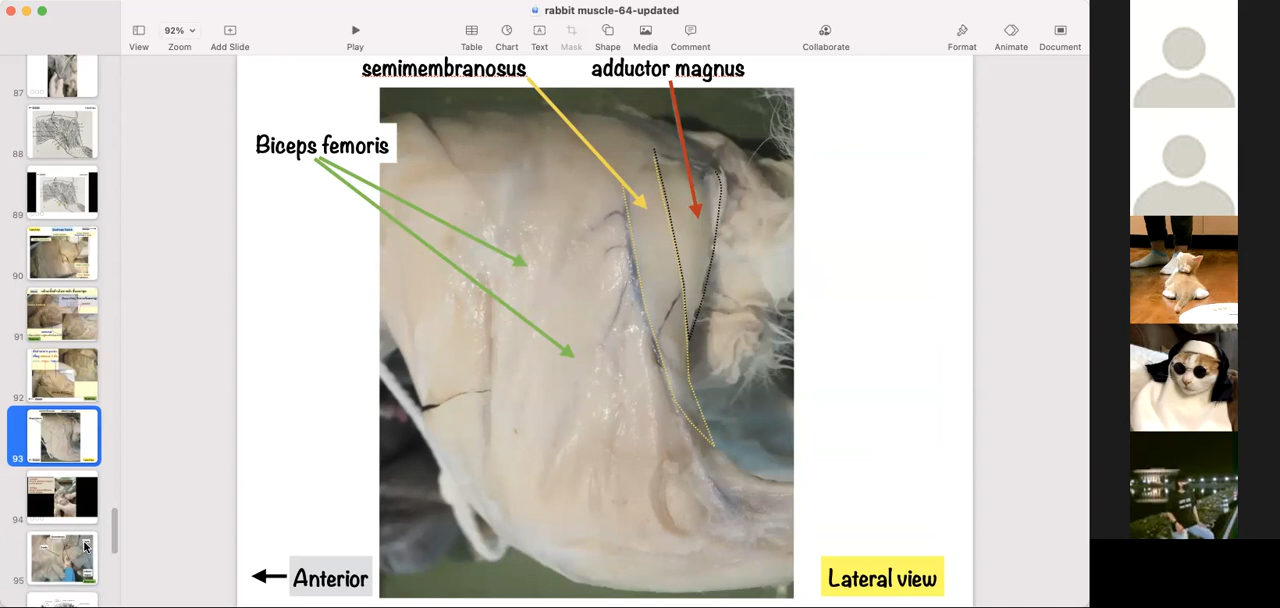 rabbit muscle-64-updated
92%
View
Zoom
Add Slide
Play
Table
Chart
Text
Mask
Shape
Media
Comment
Collaborate
Format
Animate
Document
87
88
89
90
91
92
93
94
95
semimembranosus
adductor magnus
Biceps femoris
Anterior
Lateral view